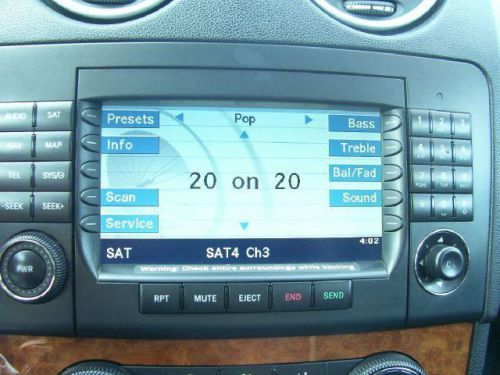 Presets
Pop
Bass
Info
Treble
20 on 20
Bal/Fad
Scan
Sound
Service
4:02
SAT
SAT4 Ch3
Warning: Check entire surroundings while backing
AUDIO
SAT
NAV
MAP
TEL
SYS
SEEK
SEEK+
PWR
RPT
MUTE
EJECT
END
SEND
1
2
3
4
5
6
7
8
9
0